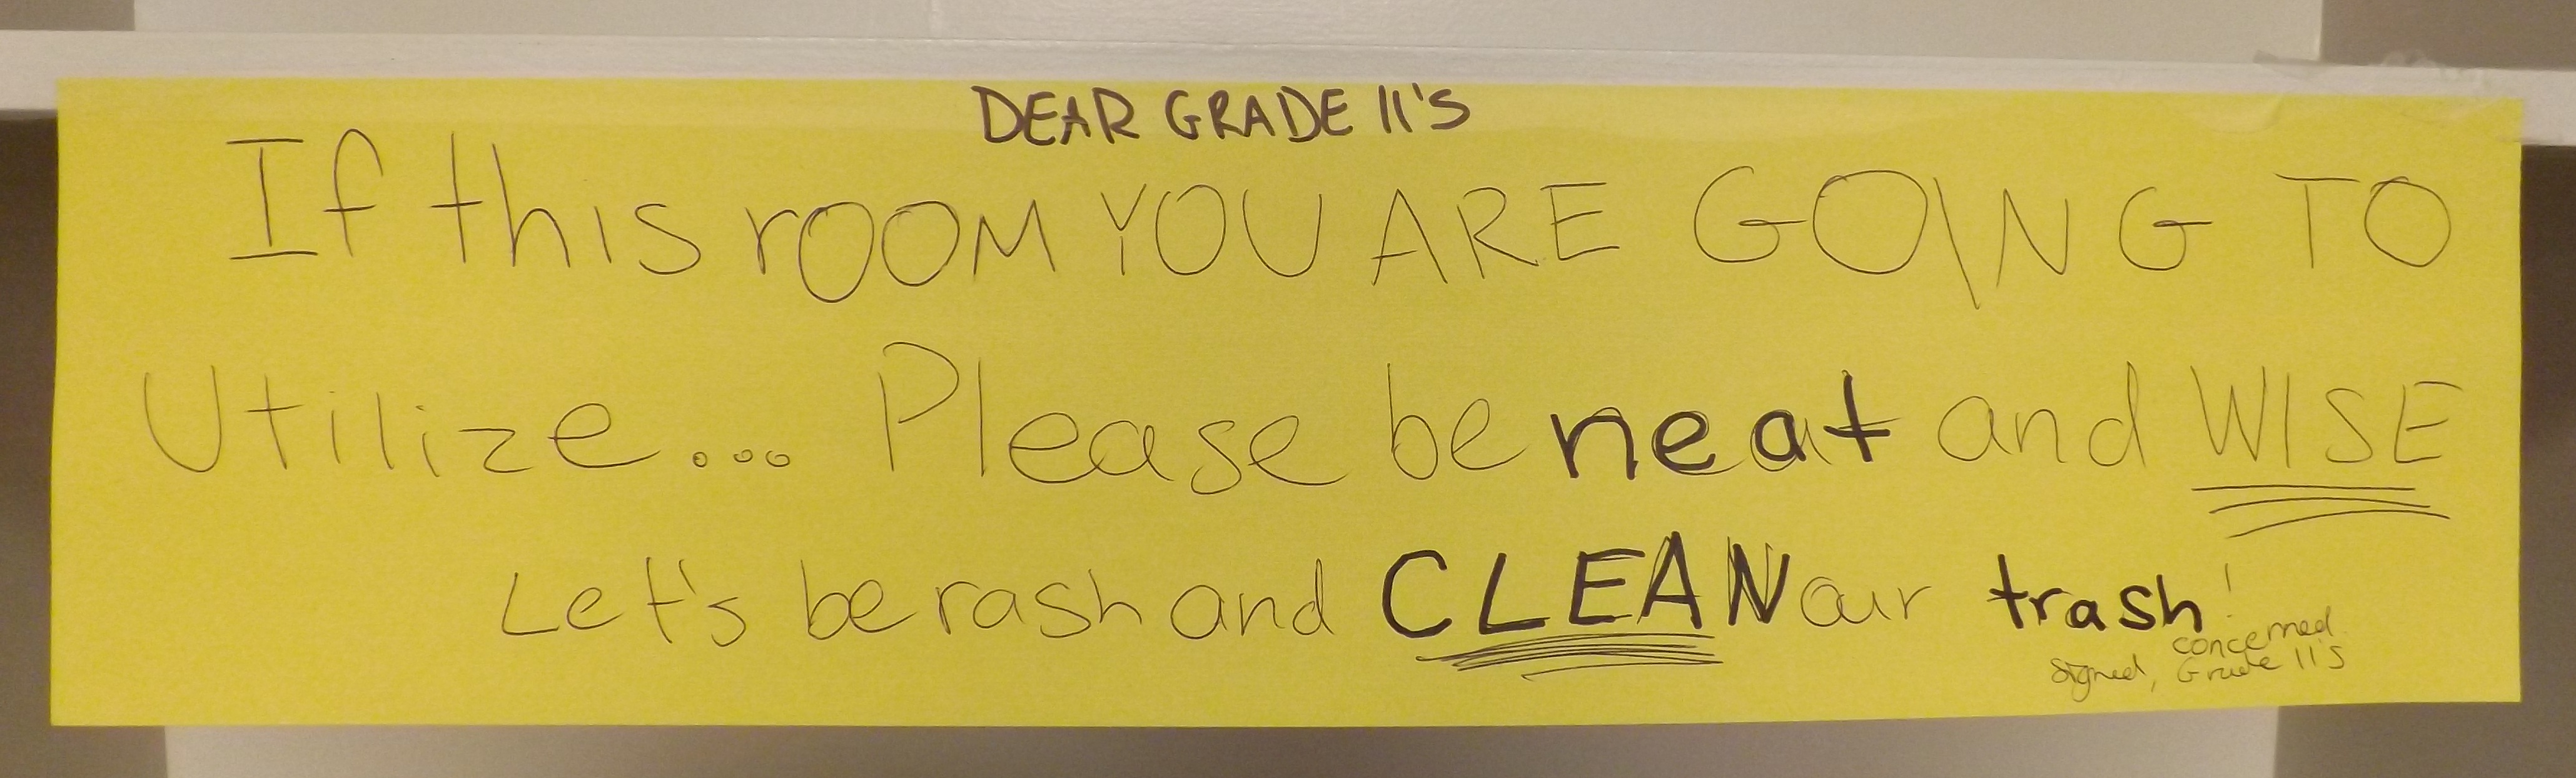 DEAR GRADE 11'S
If this rOOM YOU ARE GOING TO
Utilize... Please be neat and WISE
Let's be rash and CLEAN our trash!
signed, concerned
Grade 11's